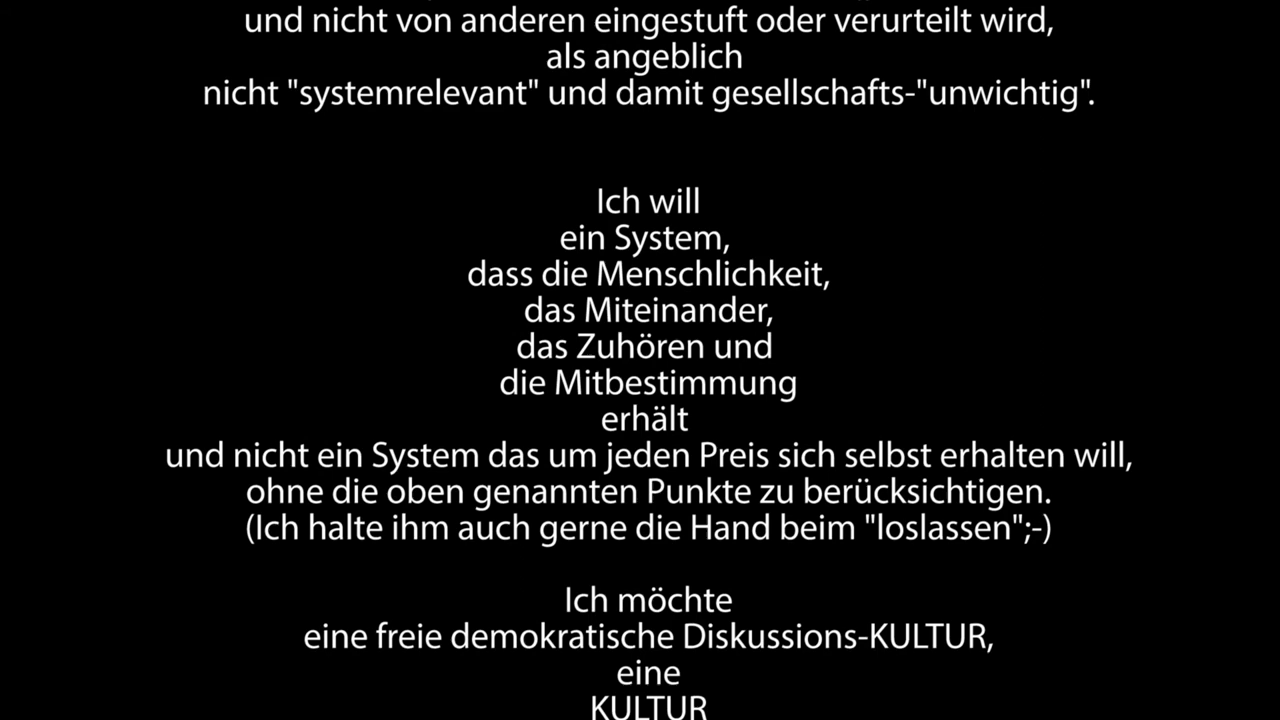 und nicht von anderen eingestuft oder verurteilt wird,
als angeblich
nicht "systemrelevant" und damit gesellschafts-"unwichtig".
Ich will
ein System,
dass die Menschlichkeit,
das Miteinander,
das Zuhören und
die Mitbestimmung
erhält
und nicht ein System das um jeden Preis sich selbst erhalten will,
ohne die oben genannten Punkte zu berücksichtigen.
(Ich halte ihm auch gerne die Hand beim "loslassen";-)
Ich möchte
eine freie demokratische Diskussions-KULTUR,
eine
KULTUR